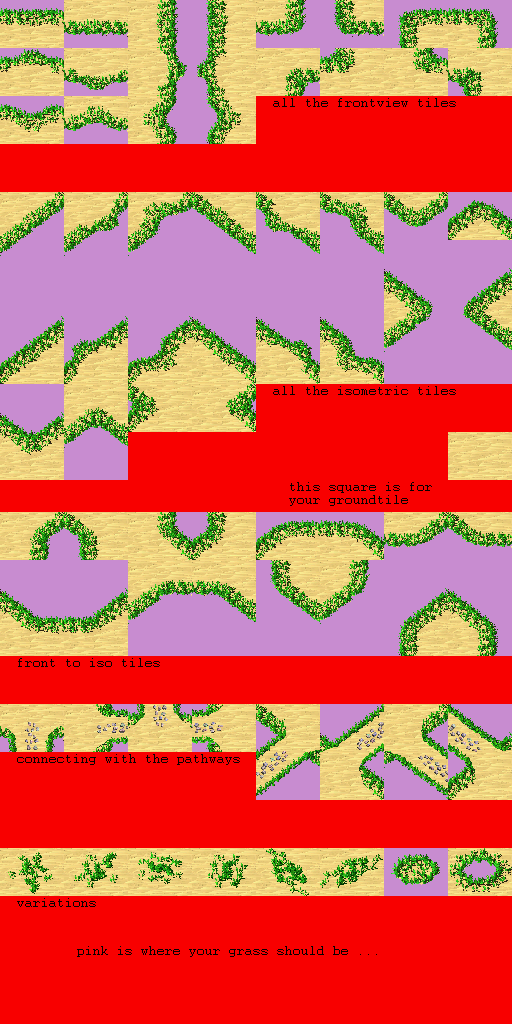 all the frontview tiles
all the isometric tiles
this square is for
your groundtile
front to iso tiles
connecting with the pathways
variations
pink is where your grass should be ...